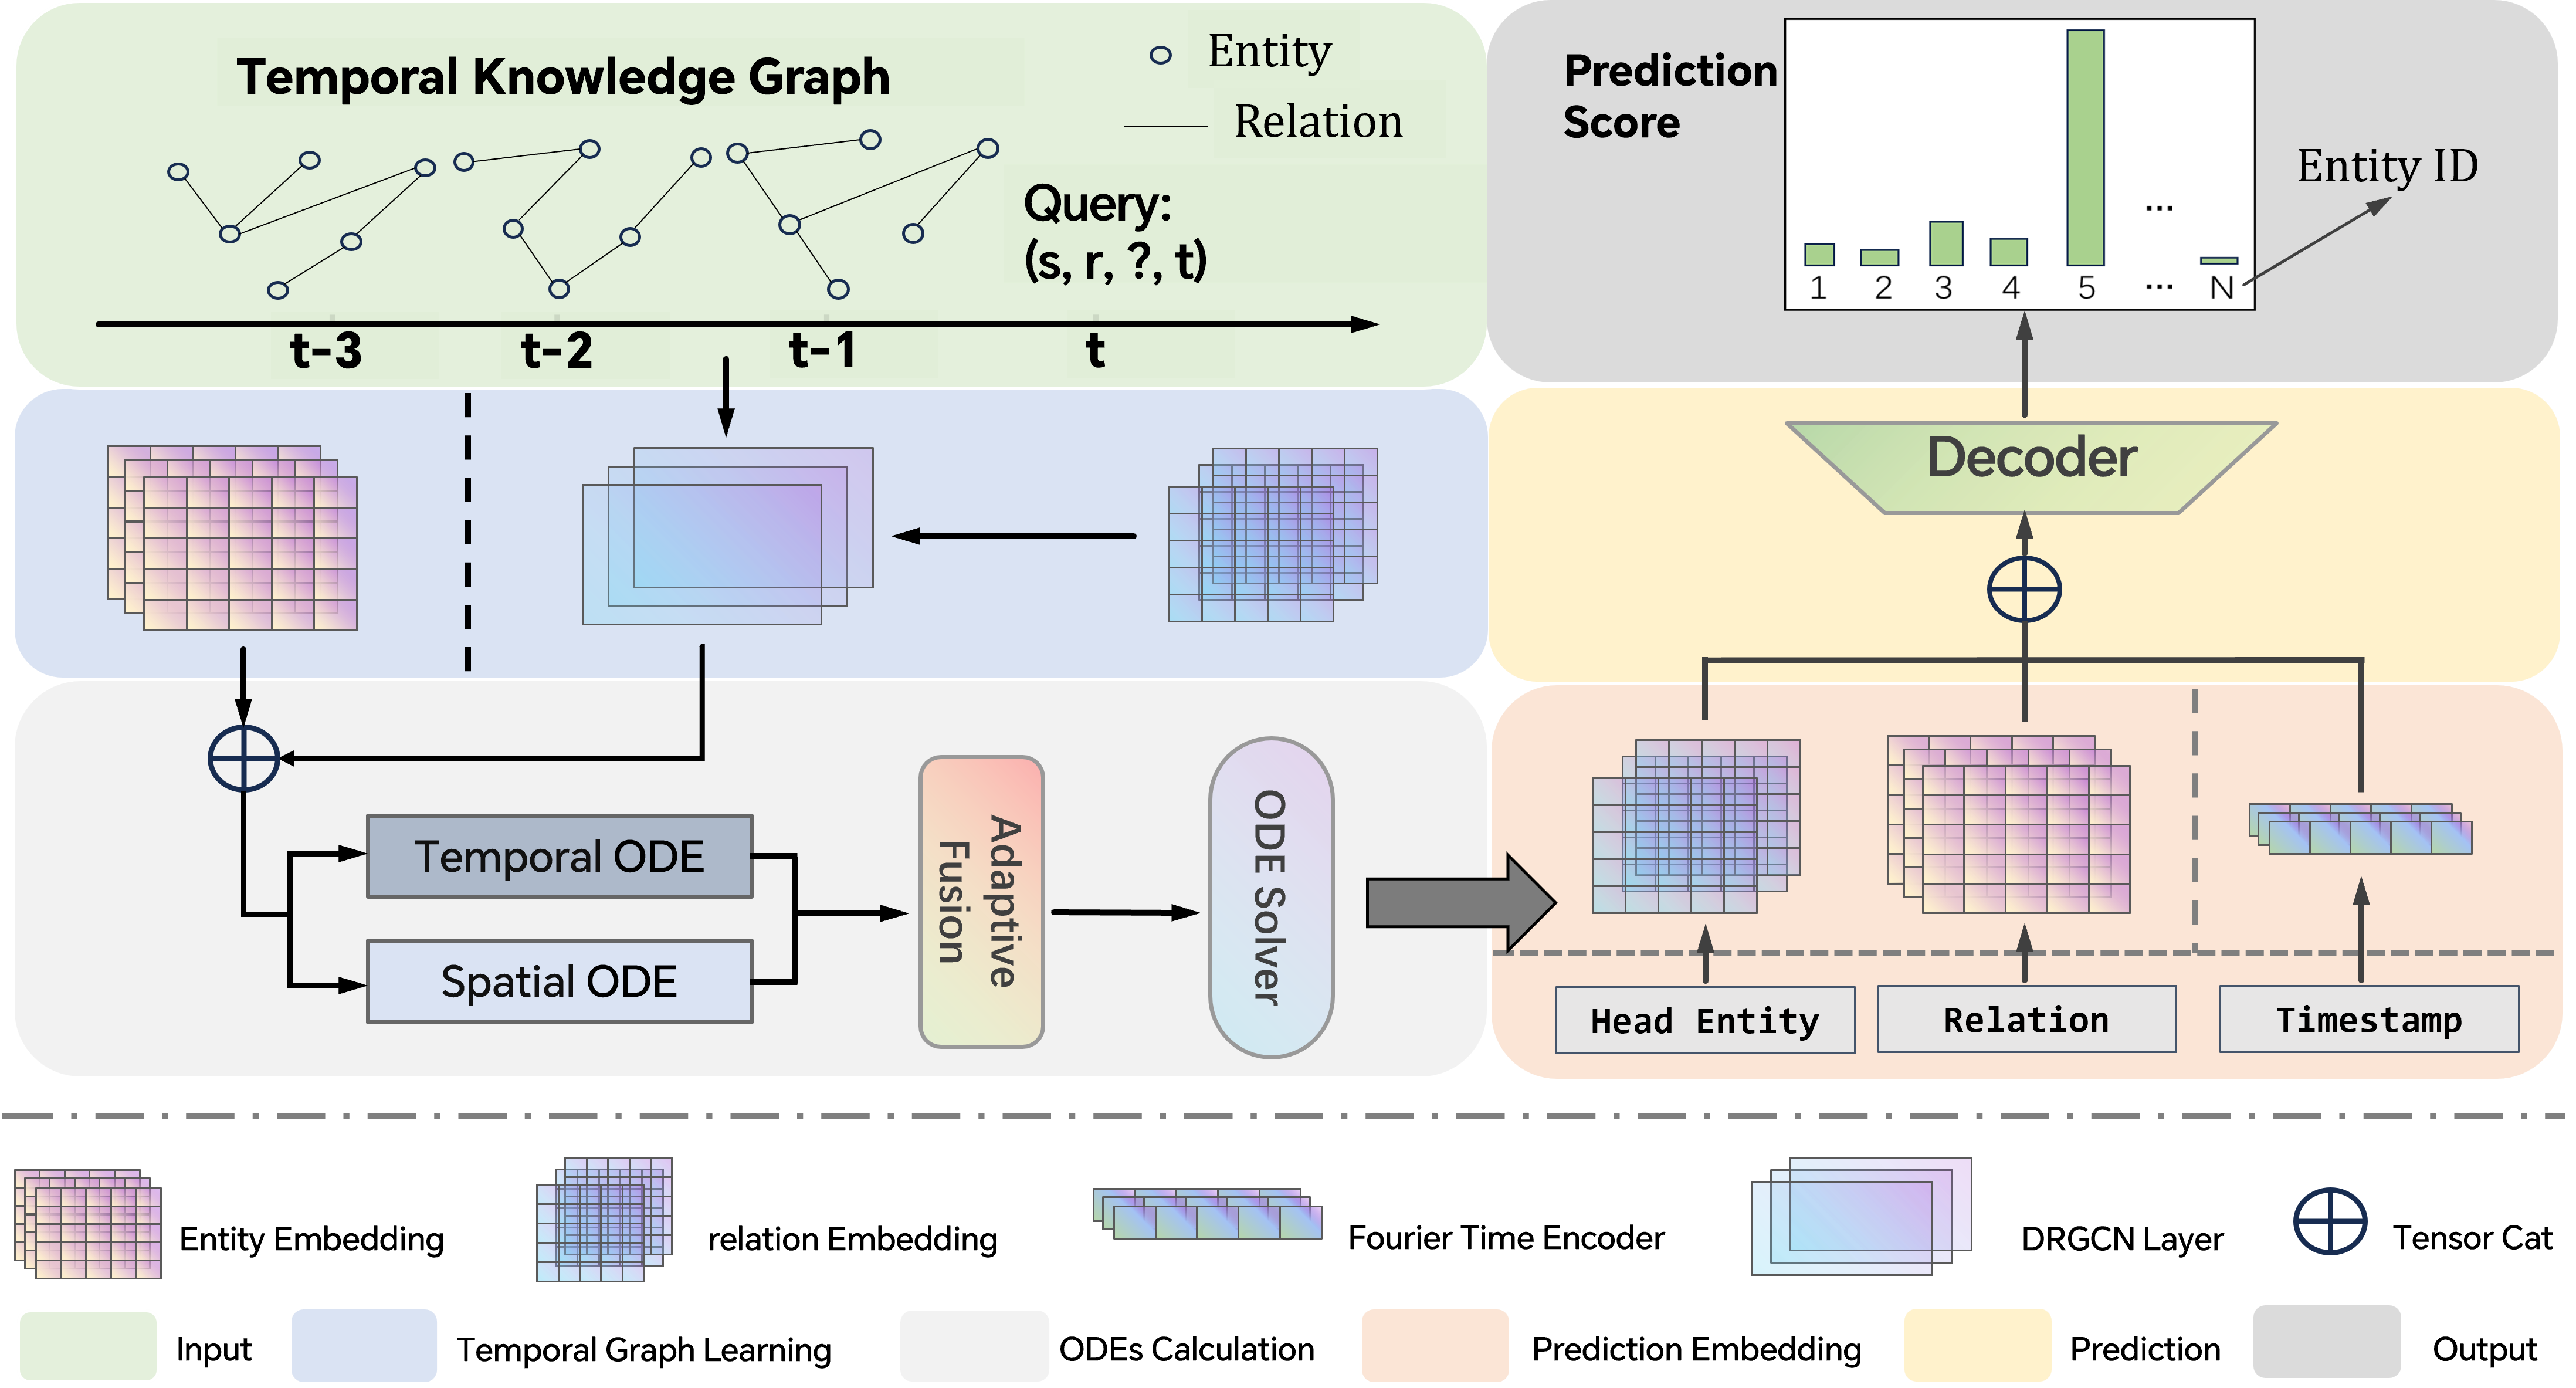 Temporal Knowledge Graph
Entity
Relation
Query:
(s, r, ?, t)
t-3
t-2
t-1
t
Prediction
Score
1
2
3
4
5
...
...
N
Entity ID
Decoder
Temporal ODE
Spatial ODE
Adaptive
Fusion
ODE Solver
Head Entity
Relation
Timestamp
Entity Embedding
relation Embedding
Fourier Time Encoder
DRGCN Layer
Tensor Cat
Input
Temporal Graph Learning
ODEs Calculation
Prediction Embedding
Prediction
Output